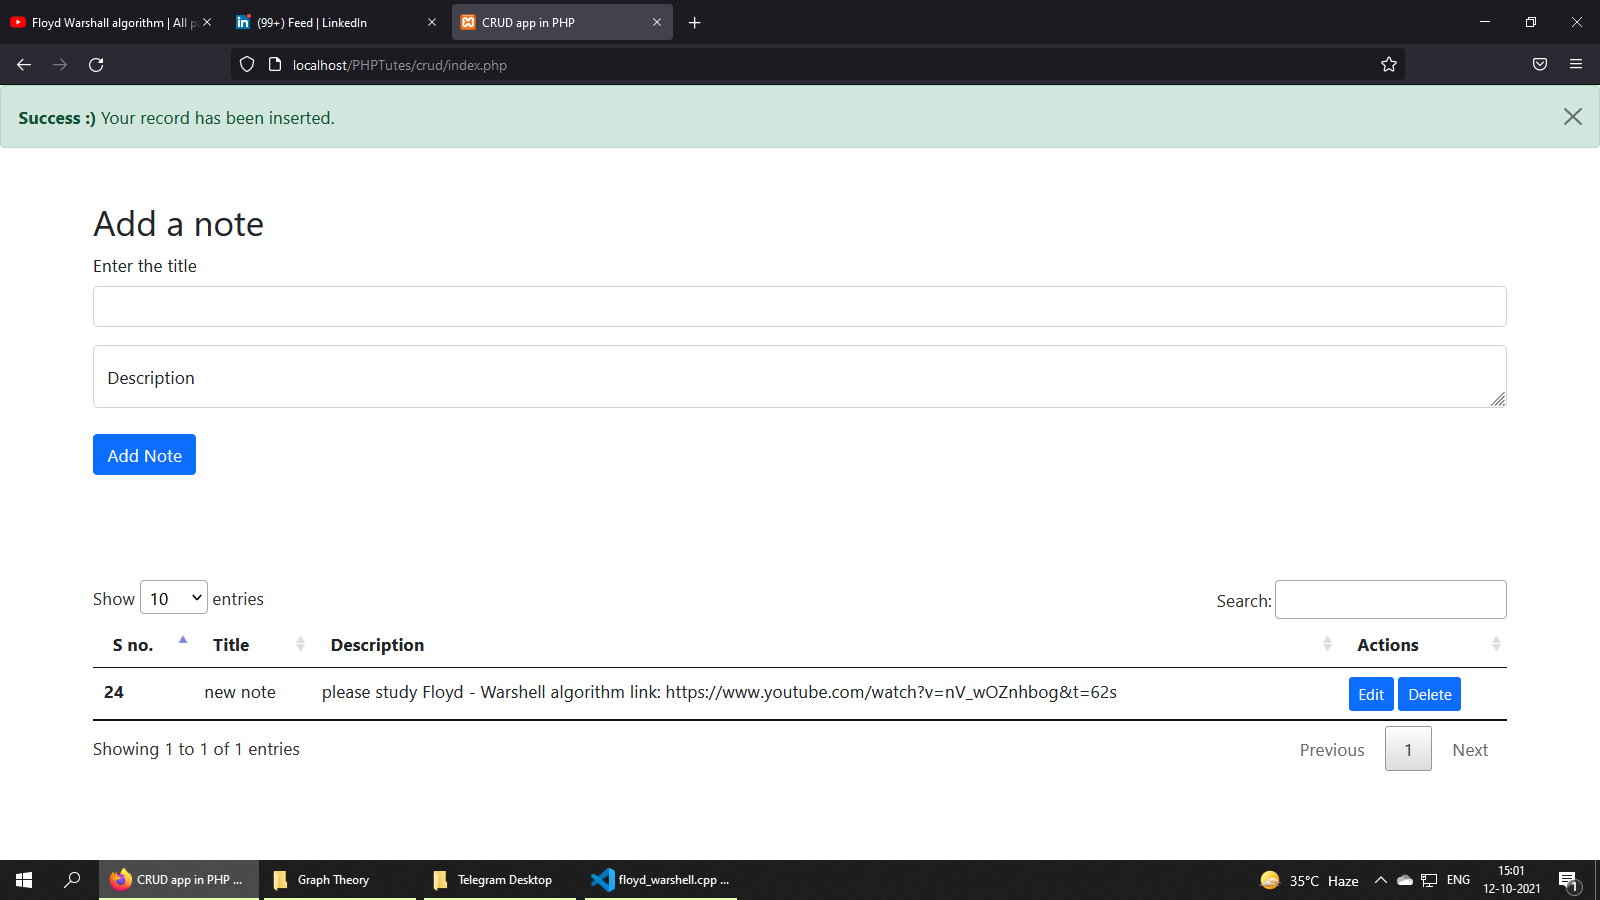 Floyd Warshall algorithm | All pa
(99+) Feed | LinkedIn
CRUD app in PHP
localhost/PHPTutes/crud/index.php
Success :) Your record has been inserted.
Add a note
Enter the title
Description
Add Note
Show 10 entries
Search:
S no. Title Description Actions
24 new note please study Floyd - Warshell algorithm link: https://www.youtube.com/watch?v=nV_wOZnhbog&t=62s Edit Delete
Showing 1 to 1 of 1 entries
Previous 1 Next
CRUD app in PHP ...
Graph Theory
Telegram Desktop
floyd_warshell.cpp ...
35°C Haze
ENG
15:01
12-10-2021
1